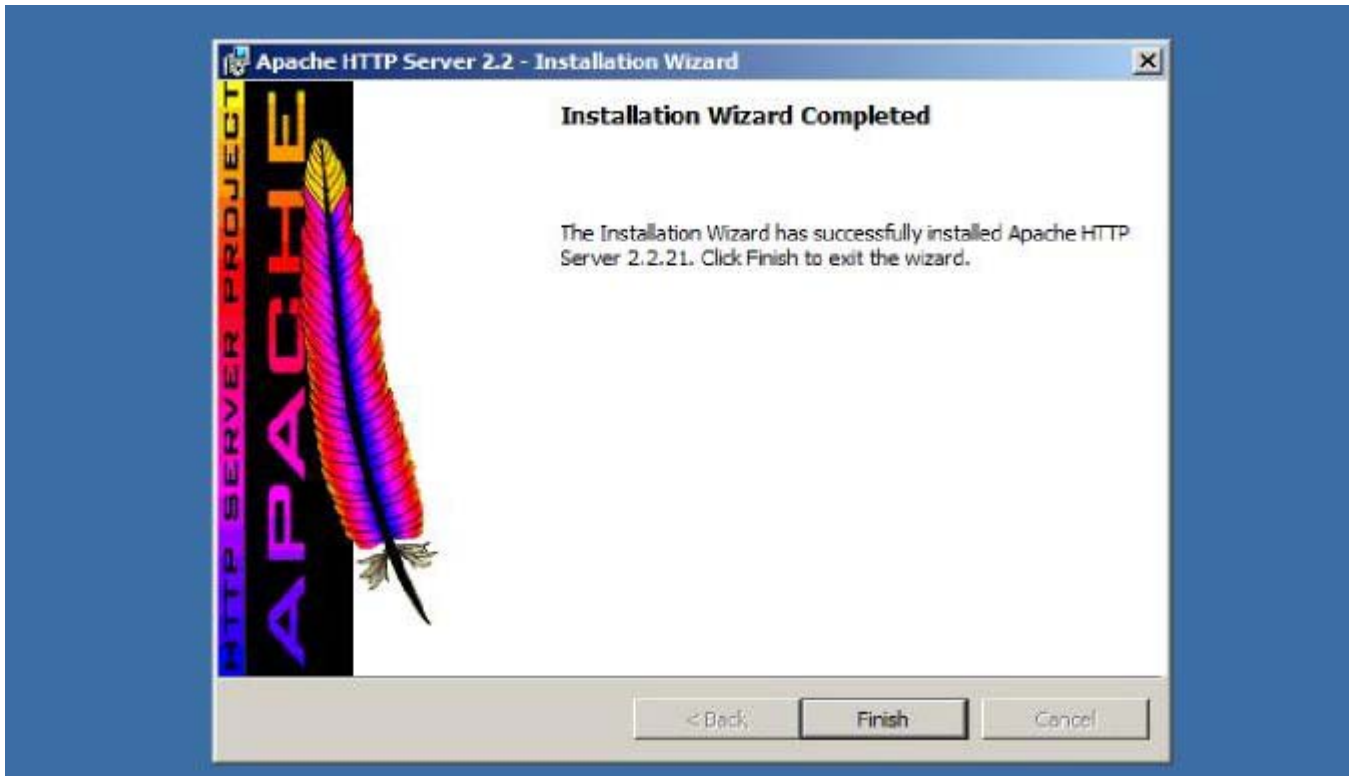 Apache HTTP Server 2.2 - Installation Wizard
HTTP SERVER PROJECT
APACHE
Installation Wizard Completed
The Installation Wizard has successfully installed Apache HTTP
Server 2.2.21. Click Finish to exit the wizard.
< Back
Finish
Cancel